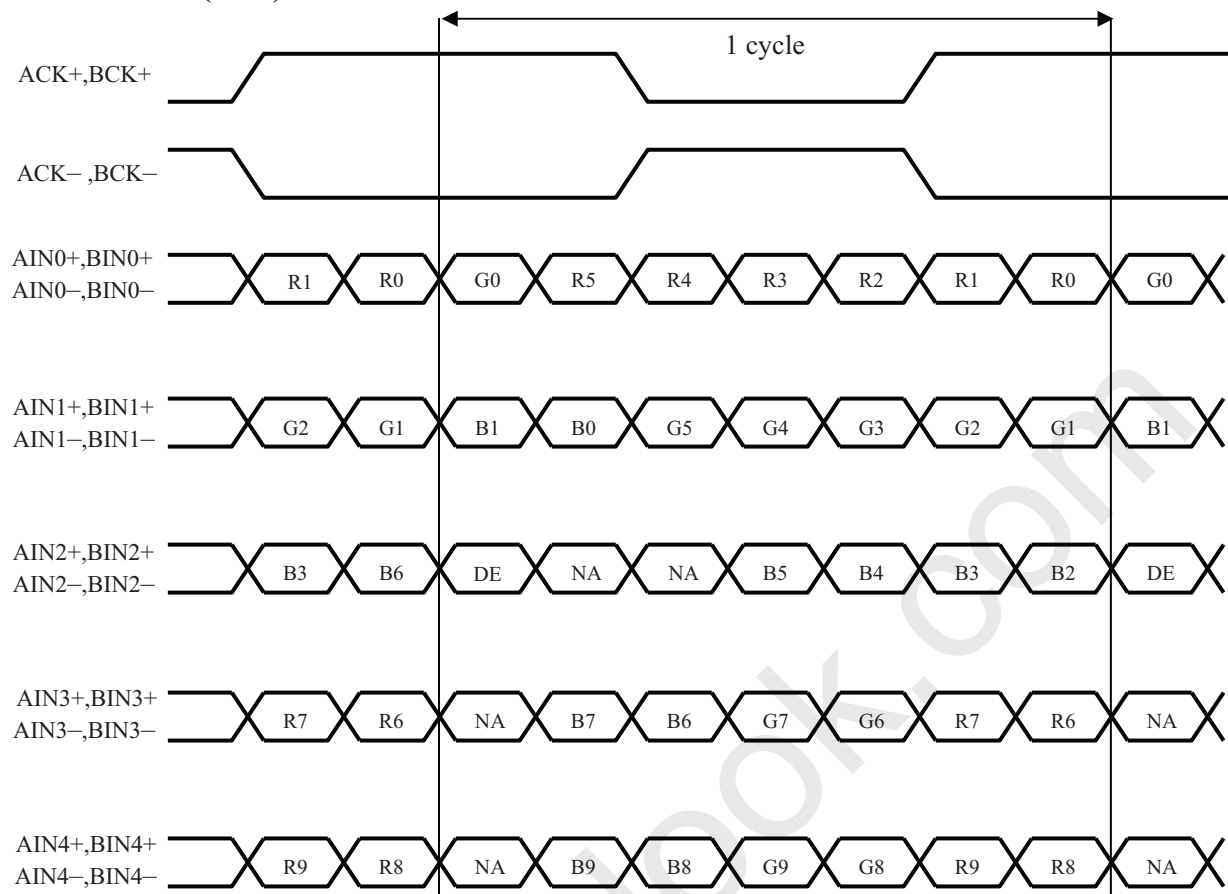 1 cycle
ACK+,BCK+
ACK− ,BCK−
AIN0+,BIN0+
AIN0−,BIN0−
R1 R0 G0 R5 R4 R3 R2 R1 R0 G0
AIN1+,BIN1+
AIN1−,BIN1−
G2 G1 B1 B0 G5 G4 G3 G2 G1 B1
AIN2+,BIN2+
AIN2−,BIN2−
B3 B6 DE NA NA B5 B4 B3 B2 DE
AIN3+,BIN3+
AIN3−,BIN3−
R7 R6 NA B7 B6 G7 G6 R7 R6 NA
AIN4+,BIN4+
AIN4−,BIN4−
R9 R8 NA B9 B8 G9 G8 R9 R8 NA
look.com